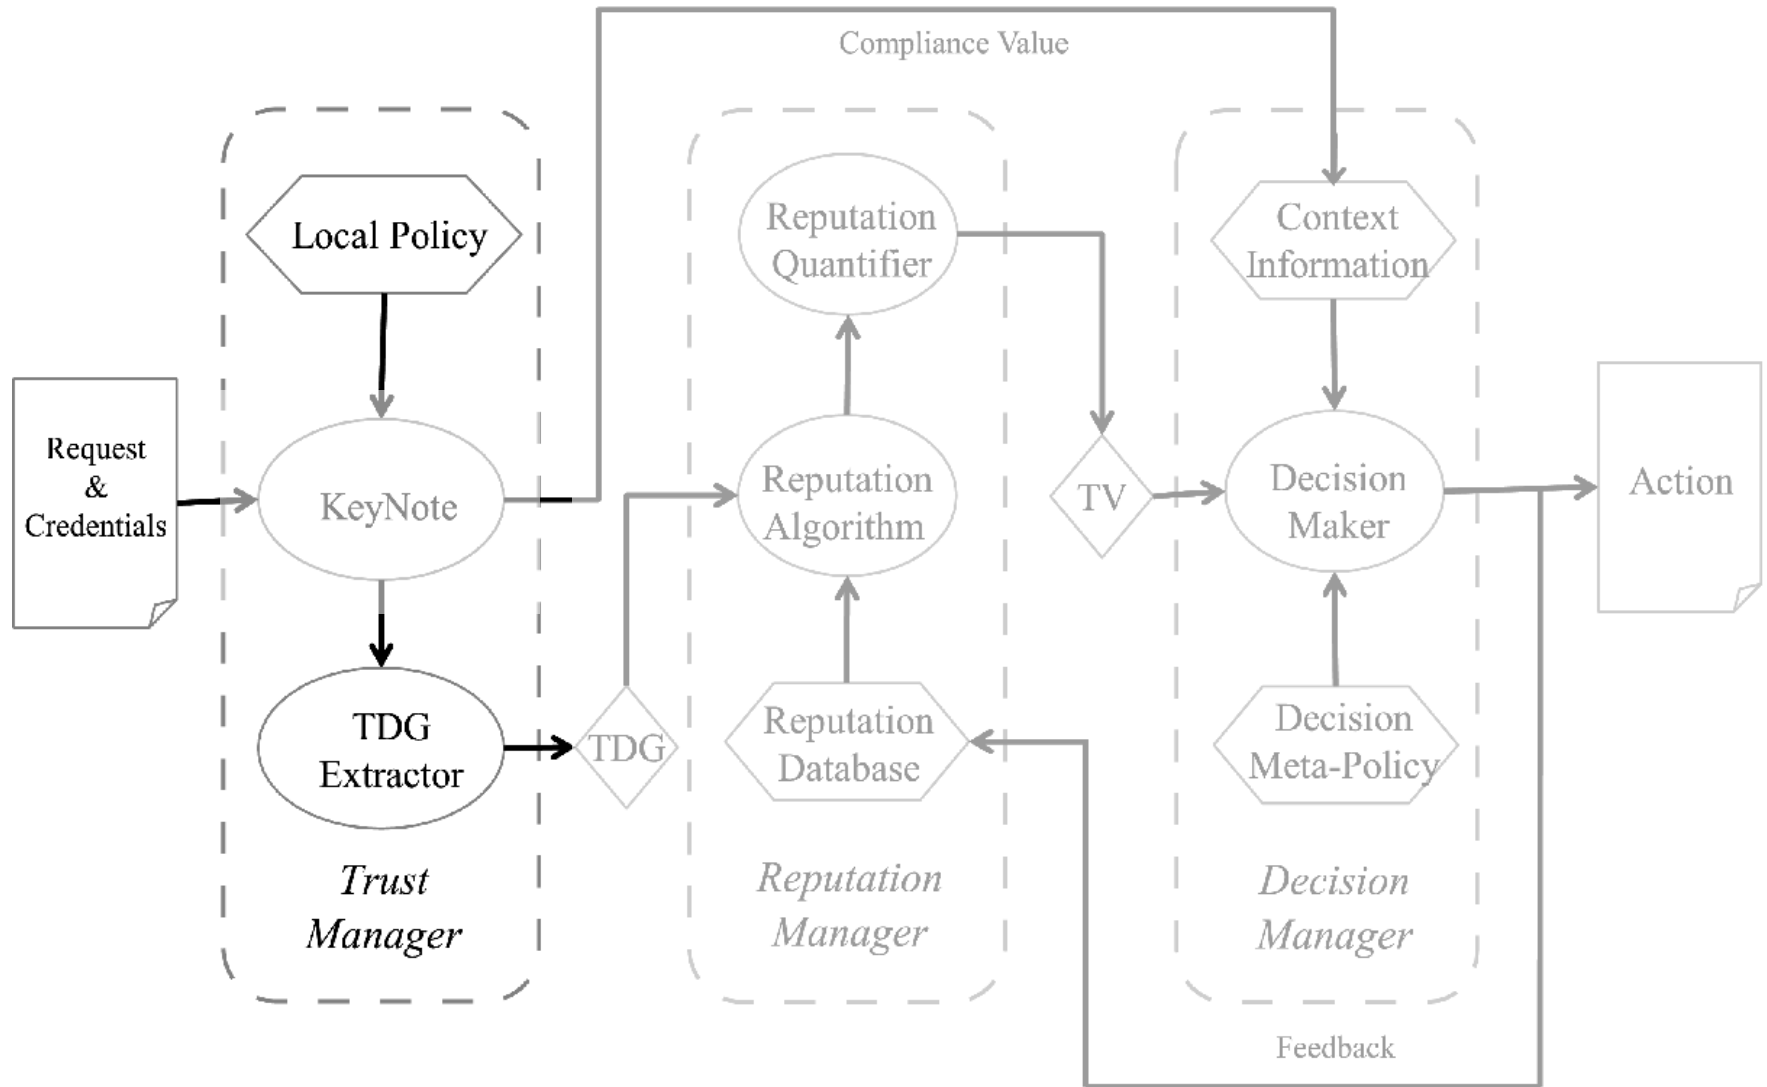 Compliance Value
Local Policy
Reputation
Quantifier
Context
Information
Request
&
Credentials
KeyNote
Reputation
Algorithm
TV
Decision
Maker
Action
TDG
Extractor
TDG
Reputation
Database
Decision
Meta-Policy
Trust
Manager
Reputation
Manager
Decision
Manager
Feedback